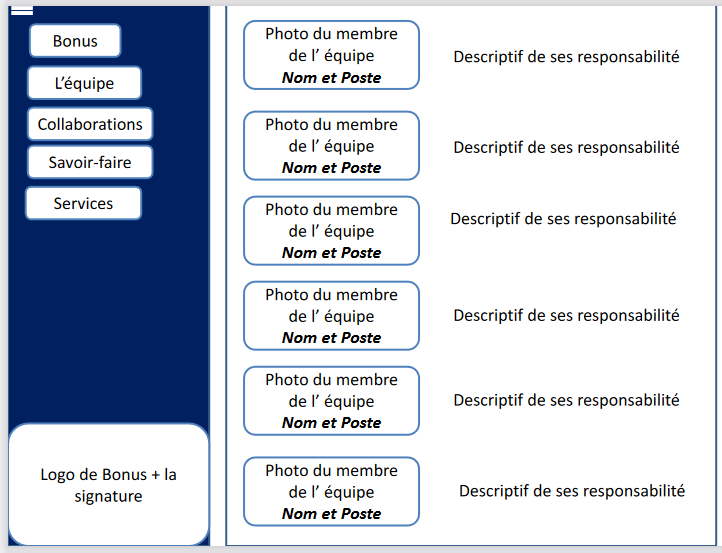 Bonus
L’équipe
Collaborations
Savoir-faire
Services
Logo de Bonus + la
signature
Photo du membre
de l’ équipe
Nom et Poste
Descriptif de ses responsabilité
Photo du membre
de l’ équipe
Nom et Poste
Descriptif de ses responsabilité
Photo du membre
de l’ équipe
Nom et Poste
Descriptif de ses responsabilité
Photo du membre
de l’ équipe
Nom et Poste
Descriptif de ses responsabilité
Photo du membre
de l’ équipe
Nom et Poste
Descriptif de ses responsabilité
Photo du membre
de l’ équipe
Nom et Poste
Descriptif de ses responsabilité